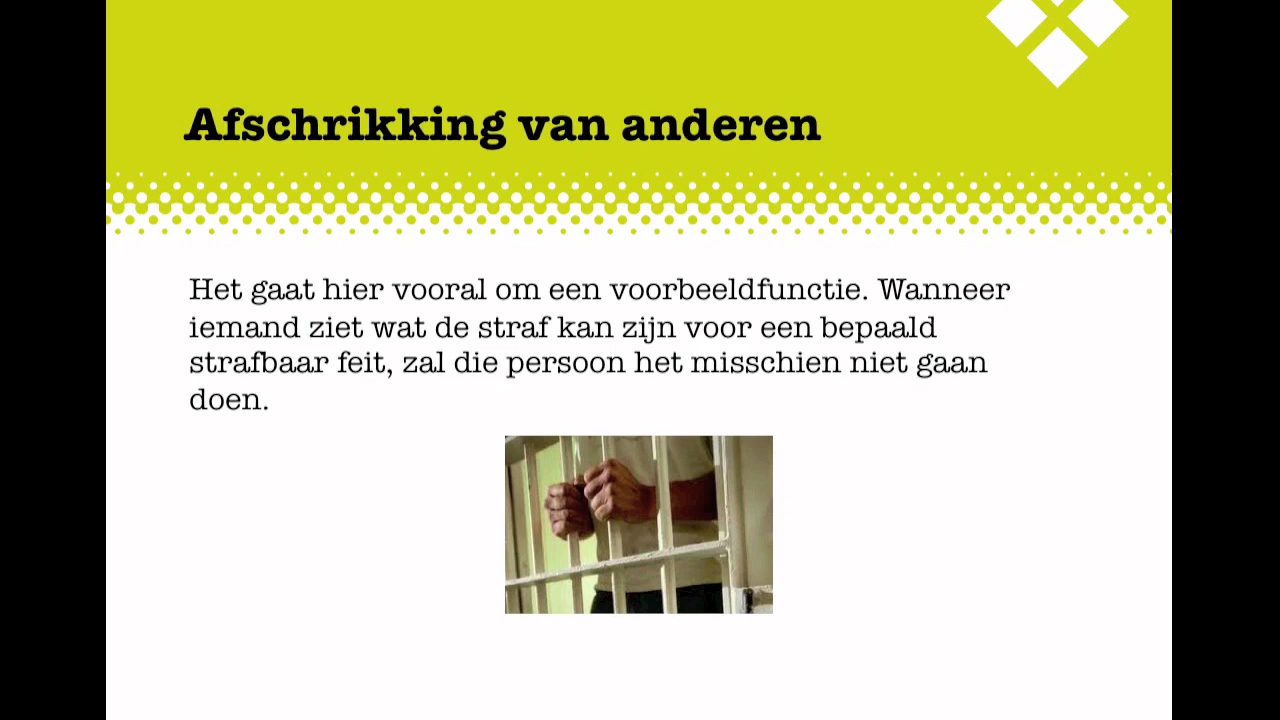 Afschrikking van anderen
Het gaat hier vooral om een voorbeeldfunctie. Wanneer
iemand ziet wat de straf kan zijn voor een bepaald
strafbaar feit, zal die persoon het misschien niet gaan
doen.